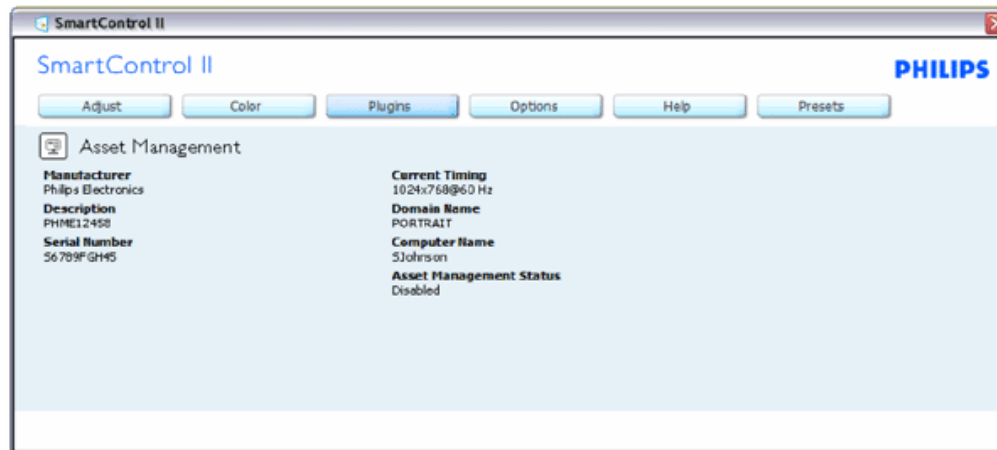 SmartControl II
SmartControl II
PHILIPS
Adjust Color Plugins Options Help Presets
Asset Management
Manufacturer
Philips Electronics
Description
PHME12458
Serial Number
56789FGH45
Current Timing
1024x768@60 Hz
Domain Name
PORTRAIT
Computer Name
SJohnson
Asset Management Status
Disabled